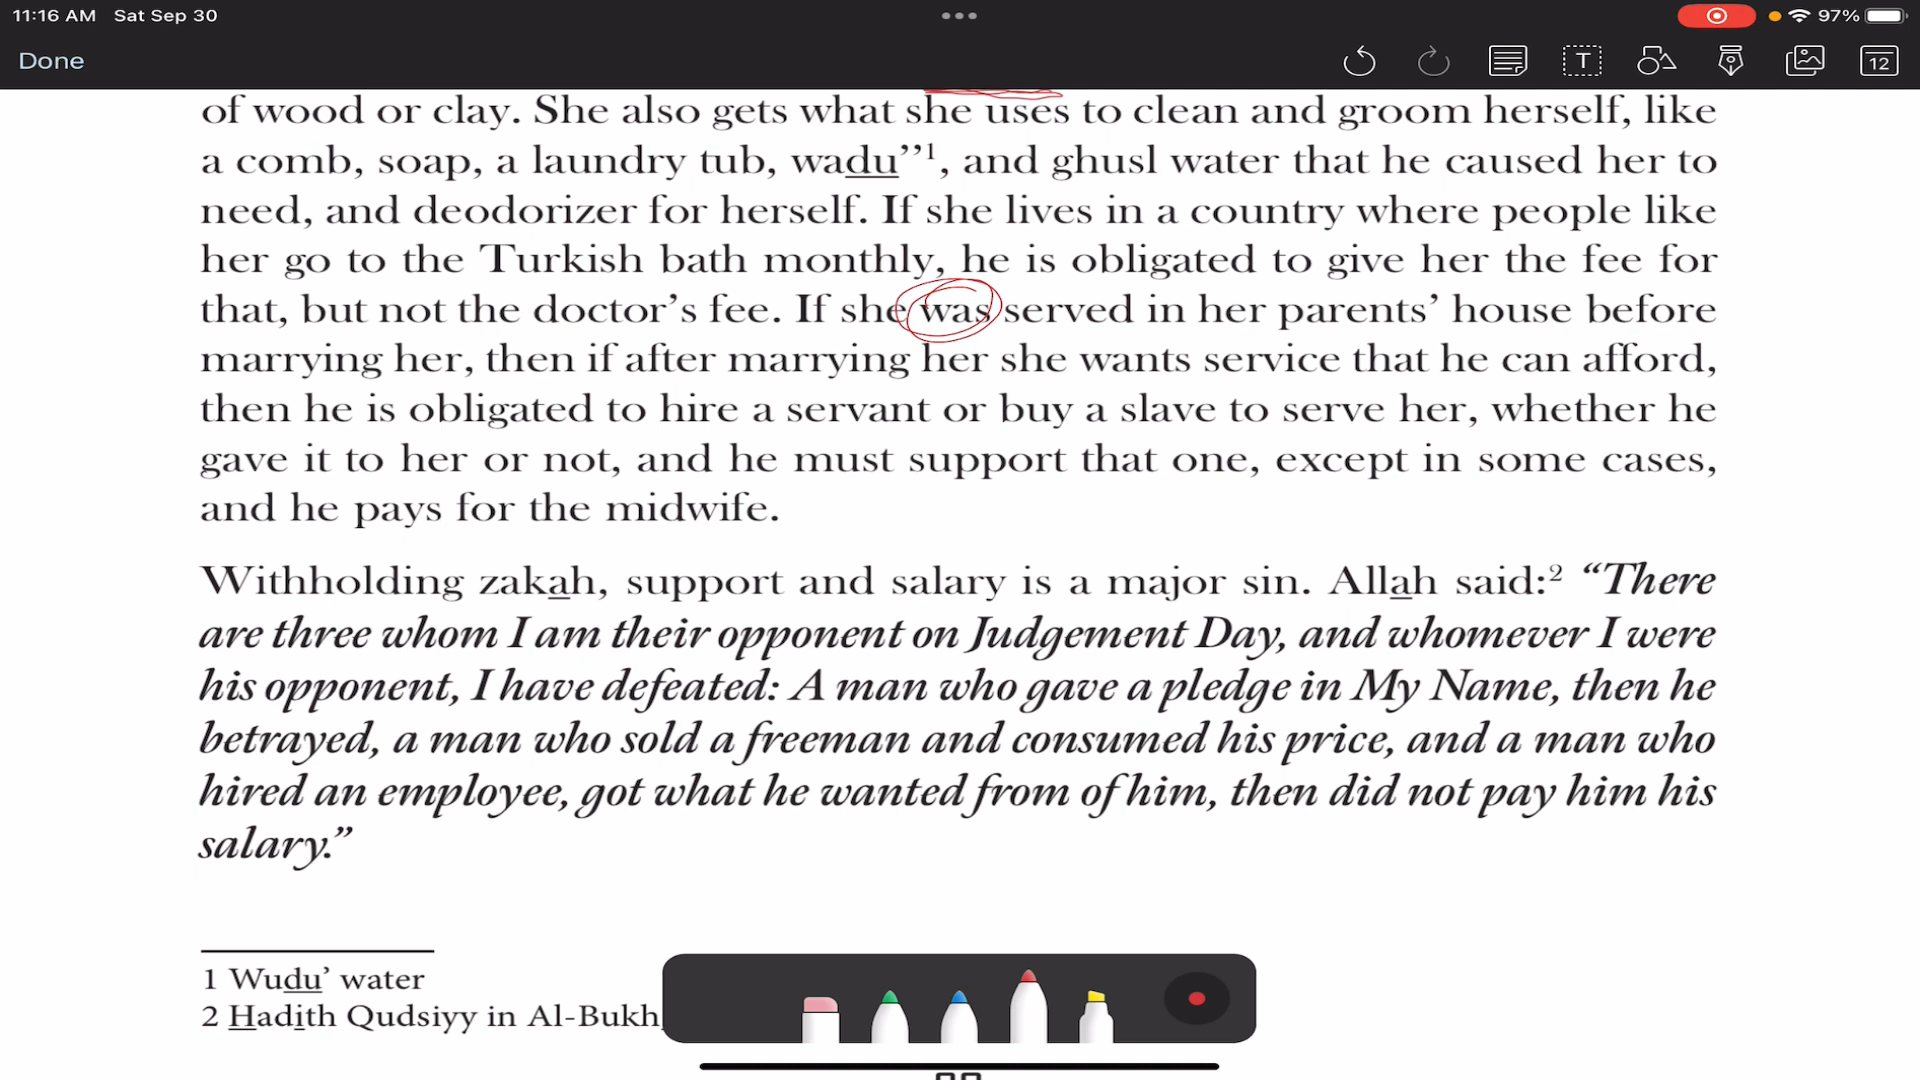 11:16 AM Sat Sep 30
97%
Done
T
12
of wood or clay. She also gets what she uses to clean and groom herself, like
a comb, soap, a laundry tub, wadu”¹, and ghusl water that he caused her to
need, and deodorizer for herself. If she lives in a country where people like
her go to the Turkish bath monthly, he is obligated to give her the fee for
that, but not the doctor’s fee. If she was served in her parents’ house before
marrying her, then if after marrying her she wants service that he can afford,
then he is obligated to hire a servant or buy a slave to serve her, whether he
gave it to her or not, and he must support that one, except in some cases,
and he pays for the midwife.
Withholding zakah, support and salary is a major sin. Allah said:² “There
are three whom I am their opponent on Judgement Day, and whomever I were
his opponent, I have defeated: A man who gave a pledge in My Name, then he
betrayed, a man who sold a freeman and consumed his price, and a man who
hired an employee, got what he wanted from of him, then did not pay him his
salary.”
1 Wudu’ water
2 Hadith Qudsiyy in Al-Bukh